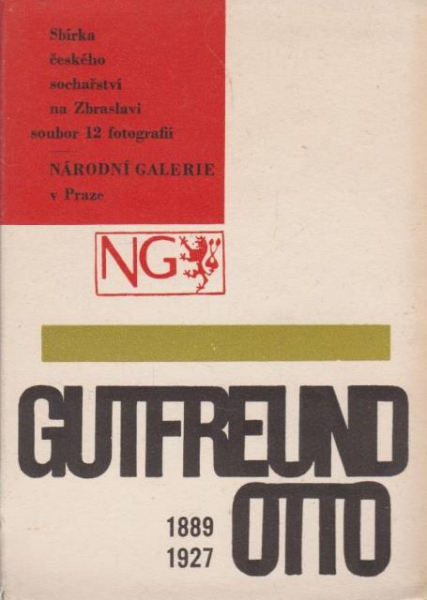 Sbírka
českého
sochařství
na Zbraslavi
soubor 12 fotografií
NÁRODNÍ GALERIE
v Praze
NG
GUTFREUND
OTTO
1889
1927